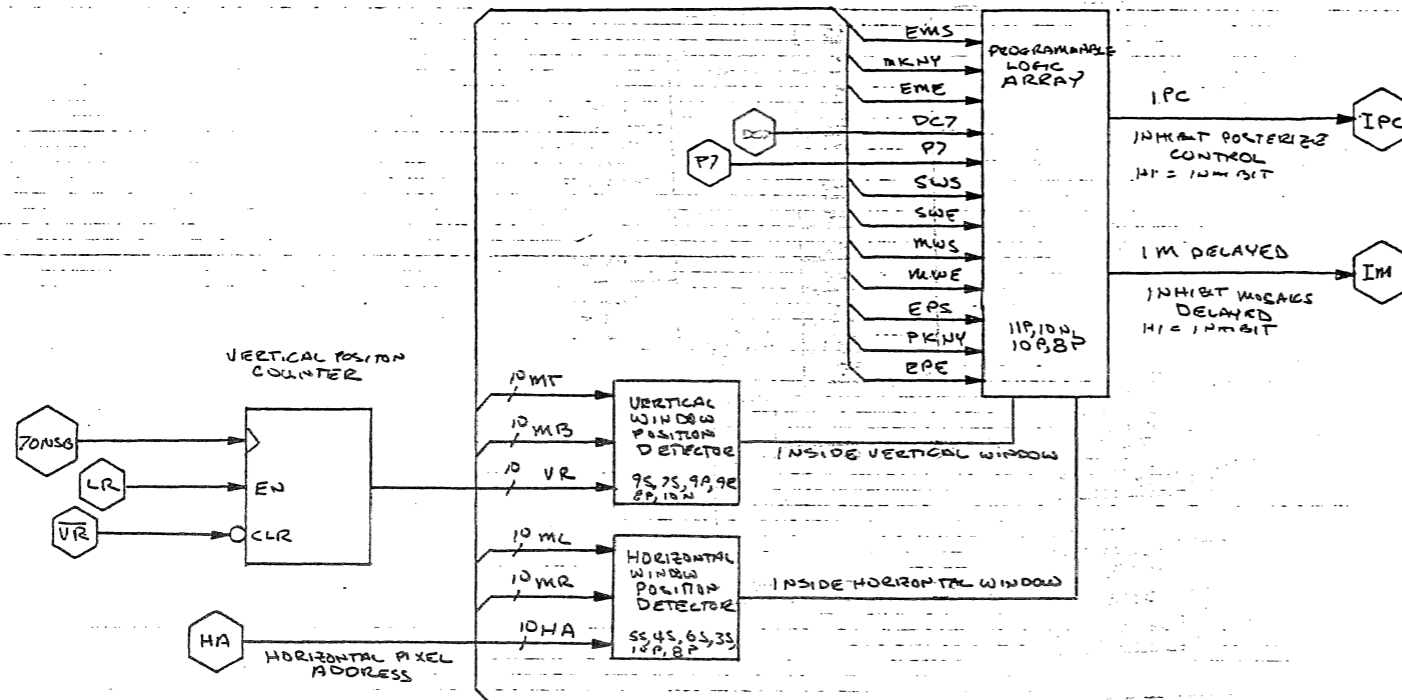 EMS
MKNY
EME
DC7
P7
SWS
SWE
MWS
MWE
EPS
PKNY
EPE
PROGRAMMABLE
LOGIC
ARRAY
11P,10N,
10P,8P
DC7
P7
IPC
INHIBIT POSTERIZE
CONTROL
HI = INHIBIT
IPC
IM DELAYED
INHIBIT MOSAICS
DELAYED
HI = INHIBIT
IM
VERTICAL POSITON
COUNTER
70NSB
LR
EN
VR
CLR
10 MT
10 MB
10 VR
VERTICAL
WINDOW
POSITION
DETECTOR
9S,7S,9P,9R
8P,10N
INSIDE VERTICAL WINDOW
10 ML
10 MR
10 HA
HORIZONTAL
WINDOW
POSITION
DETECTOR
5S,4S,6S,3S,
10P,8P
INSIDE HORIZONTAL WINDOW
HA
HORIZONTAL PIXEL
ADDRESS